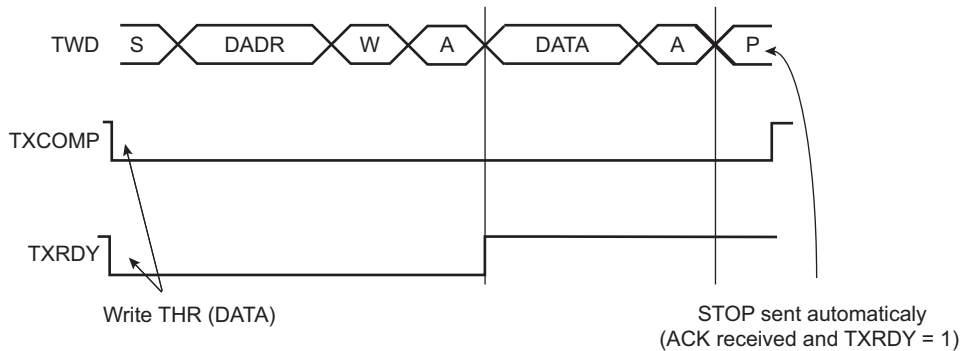 TWD S DADR W A DATA A P
TXCOMP
TXRDY
Write THR (DATA)
STOP sent automaticaly
(ACK received and TXRDY = 1)